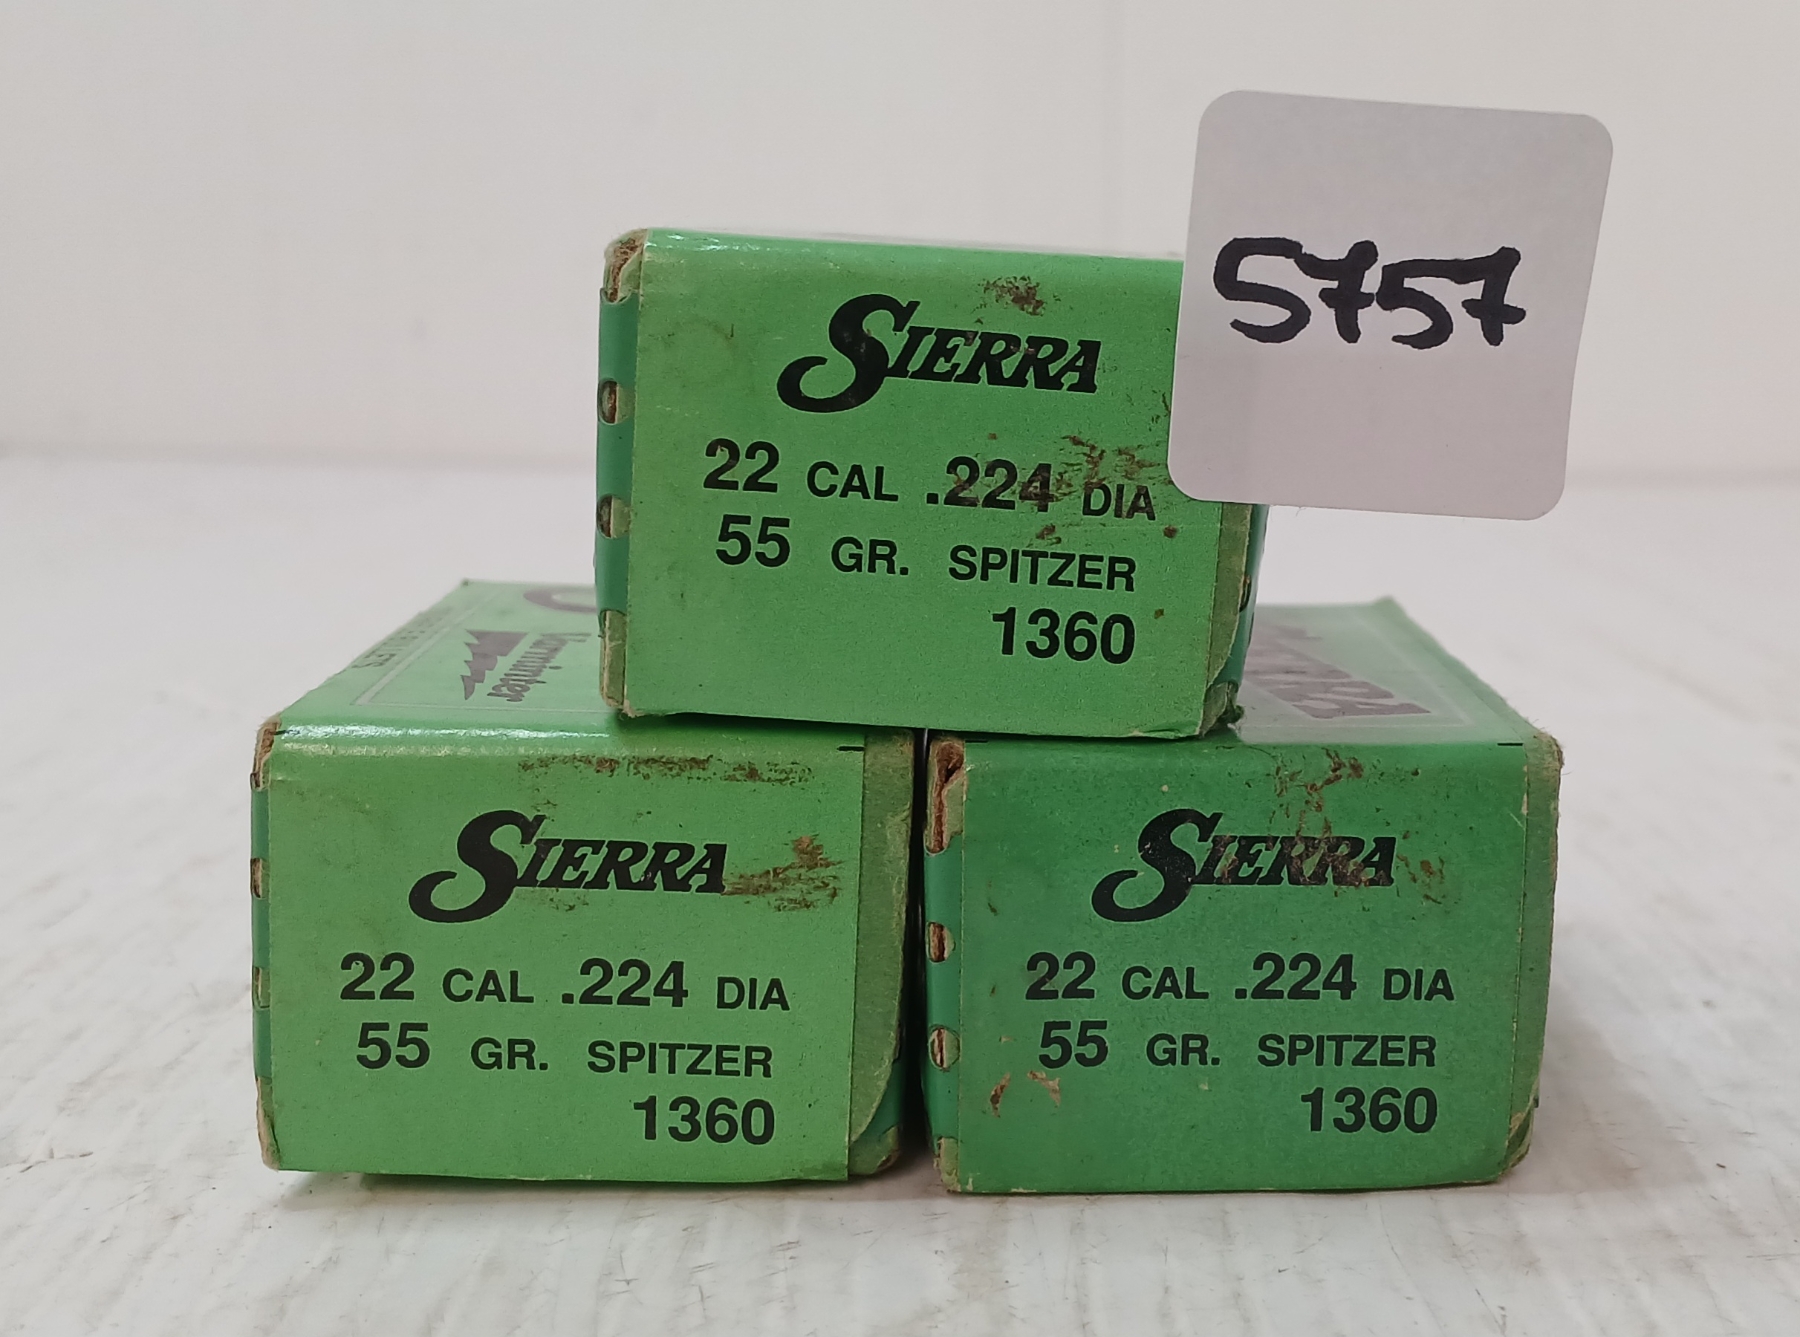 5757
SIERRA
22 CAL .224 DIA
55 GR. SPITZER
1360
Varminter
SIERRA
22 CAL .224 DIA
55 GR. SPITZER
1360
SIERRA
22 CAL .224 DIA
55 GR. SPITZER
1360